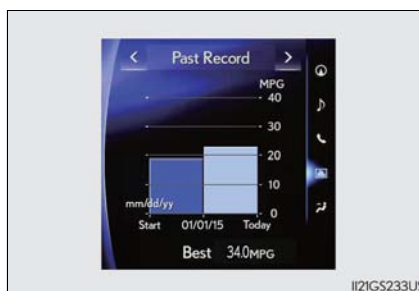 < Past Record >
MPG
40
30
20
10
0
mm/dd/yy
Start 01/01/15 Today
Best 34.0MPG
II21GS233U